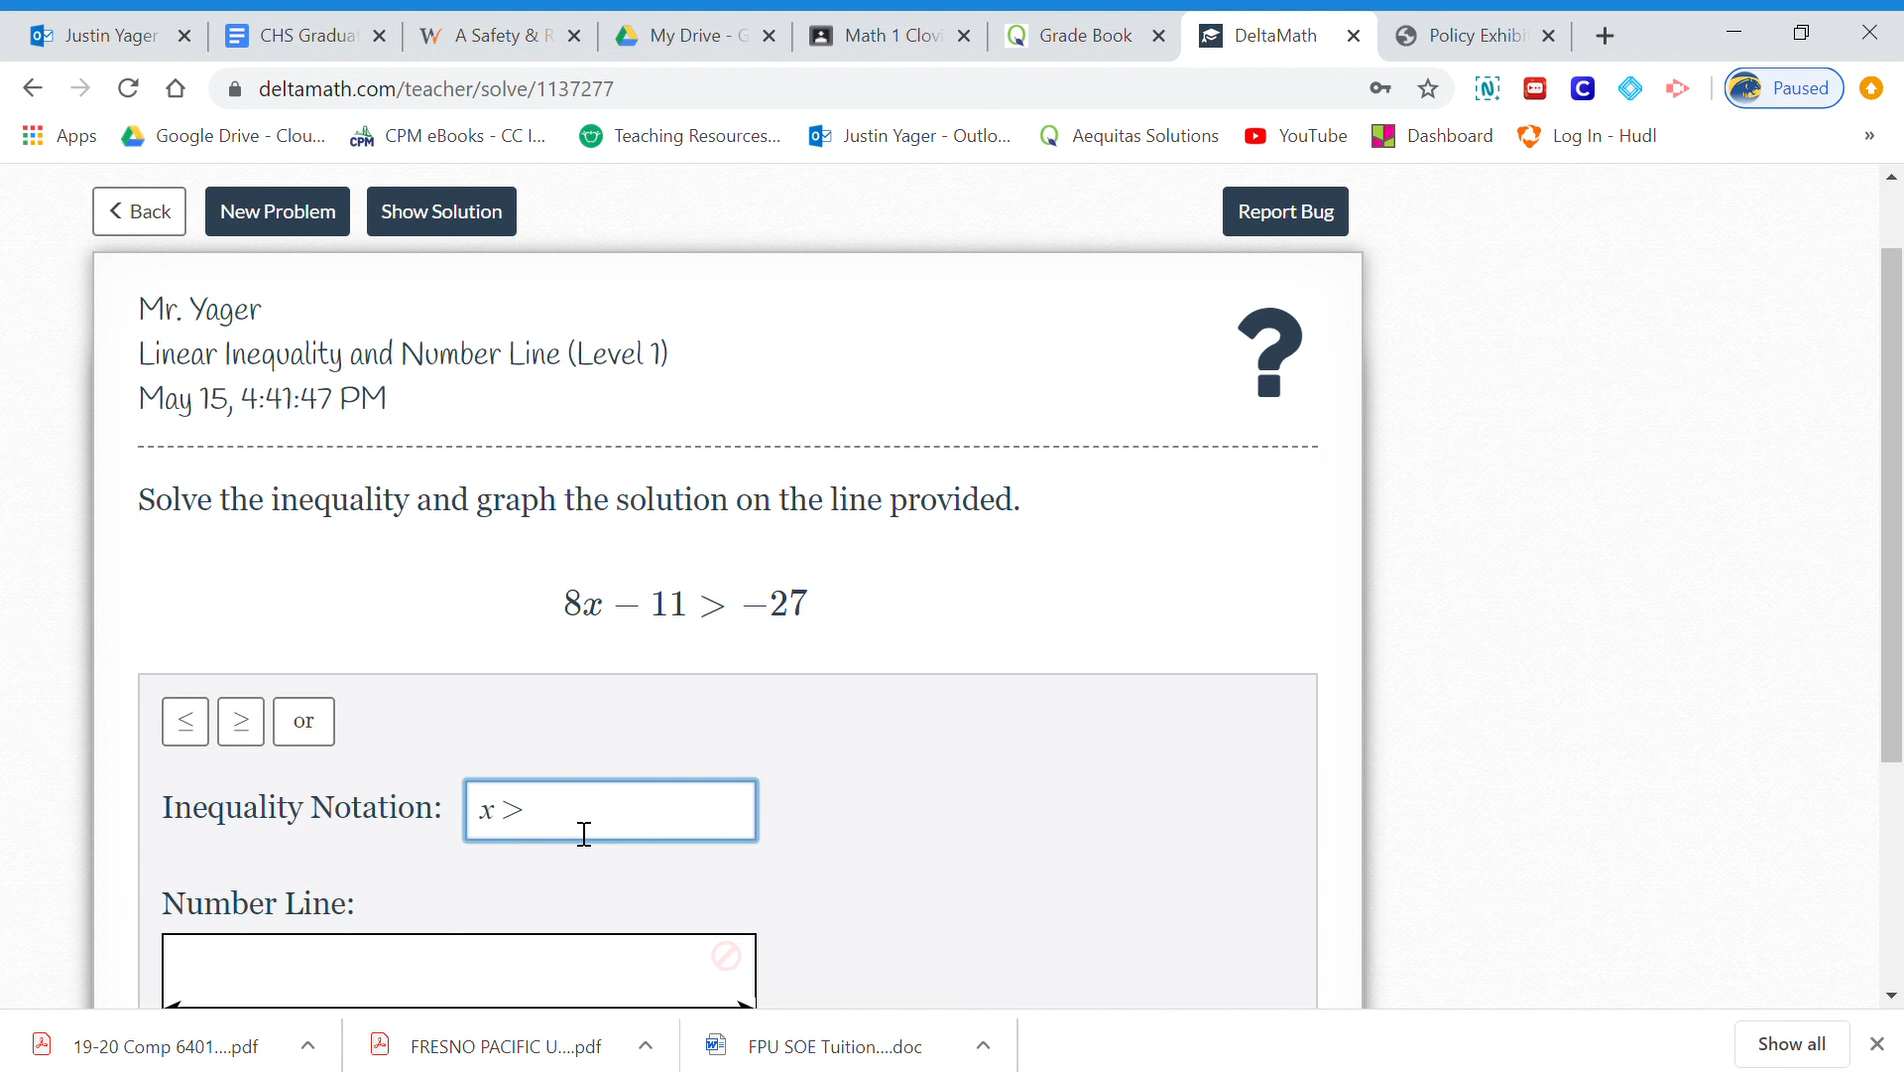 Justin Yager
CHS Graduat
A Safety & R
My Drive - G
Math 1 Clovi
Grade Book
DeltaMath
Policy Exhibi
deltamath.com/teacher/solve/1137277
Paused
Apps
Google Drive - Clou...
CPM
CPM eBooks - CC I...
Teaching Resources...
Justin Yager - Outlo...
Aequitas Solutions
YouTube
Dashboard
Log In - Hudl
»
< Back
New Problem
Show Solution
Report Bug
Mr. Yager
Linear Inequality and Number Line (Level 1)
May 15, 4:41:47 PM
?
Solve the inequality and graph the solution on the line provided.
8x − 11 > −27
≤
≥
or
Inequality Notation:
x >
Number Line:
19-20 Comp 6401....pdf
FRESNO PACIFIC U....pdf
FPU SOE Tuition....doc
Show all